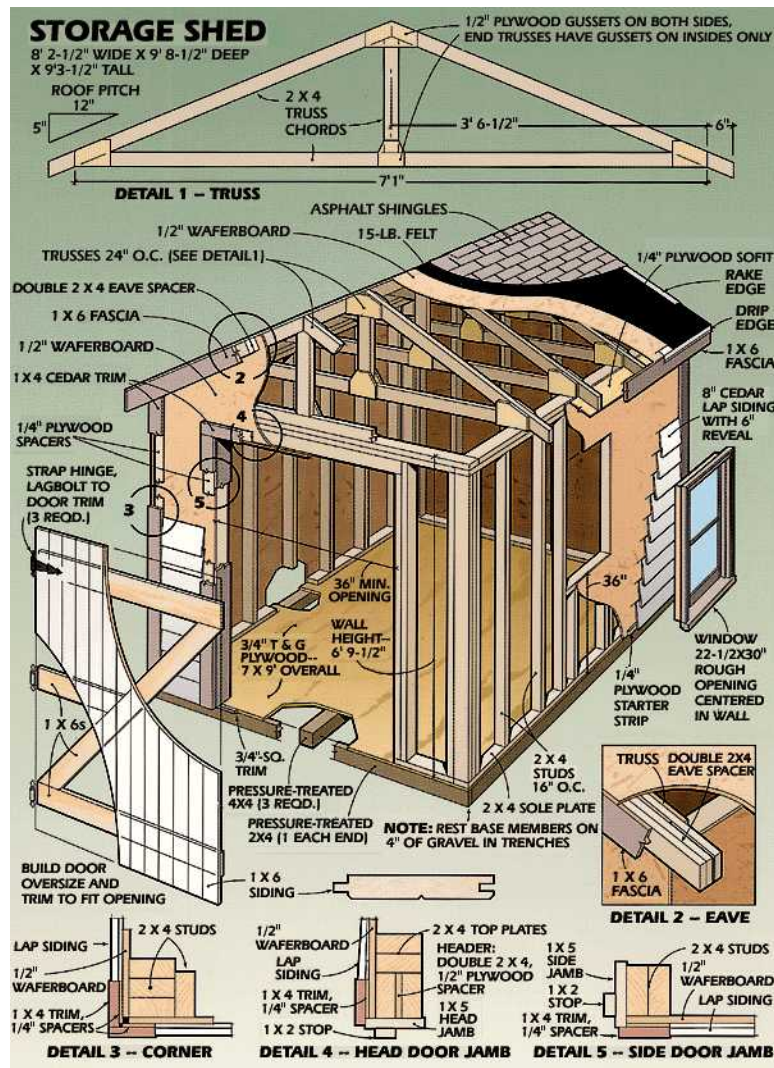 STORAGE SHED
8' 2-1/2" WIDE X 9' 8-1/2" DEEP
X 9'3-1/2" TALL
ROOF PITCH
12"
5"
2 X 4
TRUSS
CHORDS
1/2" PLYWOOD GUSSETS ON BOTH SIDES,
END TRUSSES HAVE GUSSETS ON INSIDES ONLY
3' 6-1/2"
6"
7'1"
DETAIL 1 -- TRUSS
ASPHALT SHINGLES
1/2" WAFERBOARD
15-LB. FELT
TRUSSES 24" O.C. (SEE DETAIL1)
1/4" PLYWOOD SOFIT
RAKE
EDGE
DRIP
EDGE
1 X 6
FASCIA
DOUBLE 2 X 4 EAVE SPACER
1 X 6 FASCIA
1/2" WAFERBOARD
1 X 4 CEDAR TRIM
1/4" PLYWOOD
SPACERS
STRAP HINGE,
LAGBOLT TO
DOOR TRIM
(3 REQD.)
2
4
3
5
8" CEDAR
LAP SIDING
WITH 6"
REVEAL
36" MIN.
OPENING
36"
WALL
HEIGHT--
6' 9-1/2"
3/4" T & G
PLYWOOD--
7 X 9' OVERALL
WINDOW
22-1/2X30"
ROUGH
OPENING
CENTERED
IN WALL
1/4"
PLYWOOD
STARTER
STRIP
1 X 6s
3/4"-SQ.
TRIM
PRESSURE-TREATED
4X4 (3 REQD.)
PRESSURE-TREATED
2X4 (1 EACH END)
2 X 4
STUDS
16" O.C.
2 X 4 SOLE PLATE
NOTE: REST BASE MEMBERS ON
4" OF GRAVEL IN TRENCHES
BUILD DOOR
OVERSIZE AND
TRIM TO FIT OPENING
1 X 6
SIDING
TRUSS
DOUBLE 2X4
EAVE SPACER
1 X 6
FASCIA
DETAIL 2 -- EAVE
LAP SIDING
1/2"
WAFERBOARD
1 X 4 TRIM,
1/4" SPACERS
2 X 4 STUDS
DETAIL 3 -- CORNER
1/2"
WAFERBOARD
LAP
SIDING
1 X 4 TRIM,
1/4" SPACER
1 X 2 STOP
2 X 4 TOP PLATES
HEADER:
DOUBLE 2 X 4,
1/2" PLYWOOD
SPACER
1 X 5
HEAD
JAMB
DETAIL 4 -- HEAD DOOR JAMB
1 X 5
SIDE
JAMB
1 X 2
STOP
1 X 4 TRIM,
1/4" SPACER
2 X 4 STUDS
1/2"
WAFERBOARD
LAP SIDING
DETAIL 5 -- SIDE DOOR JAMB